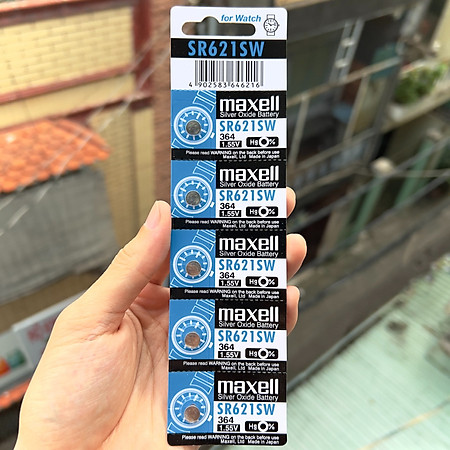 for Watch
SR621SW
4 902583 646216
maxell
Silver Oxide Battery
SR621SW
364
1.55V
Hg 0%
Please read WARNING on the back before use
Maxell, Ltd Made in Japan
maxell
Silver Oxide Battery
SR621SW
364
1.55V
Hg 0%
Please read WARNING on the back before use
Maxell, Ltd Made in Japan
maxell
Silver Oxide Battery
SR621SW
364
1.55V
Hg 0%
Please read WARNING on the back before use
Maxell, Ltd Made in Japan
maxell
Silver Oxide Battery
SR621SW
364
1.55V
Hg 0%
Please read WARNING on the back before use
Maxell, Ltd Made in Japan
maxell
Silver Oxide Battery
SR621SW
364
1.55V
Hg 0%
Please read WARNING on the back before use
Maxell, Ltd Made in Japan